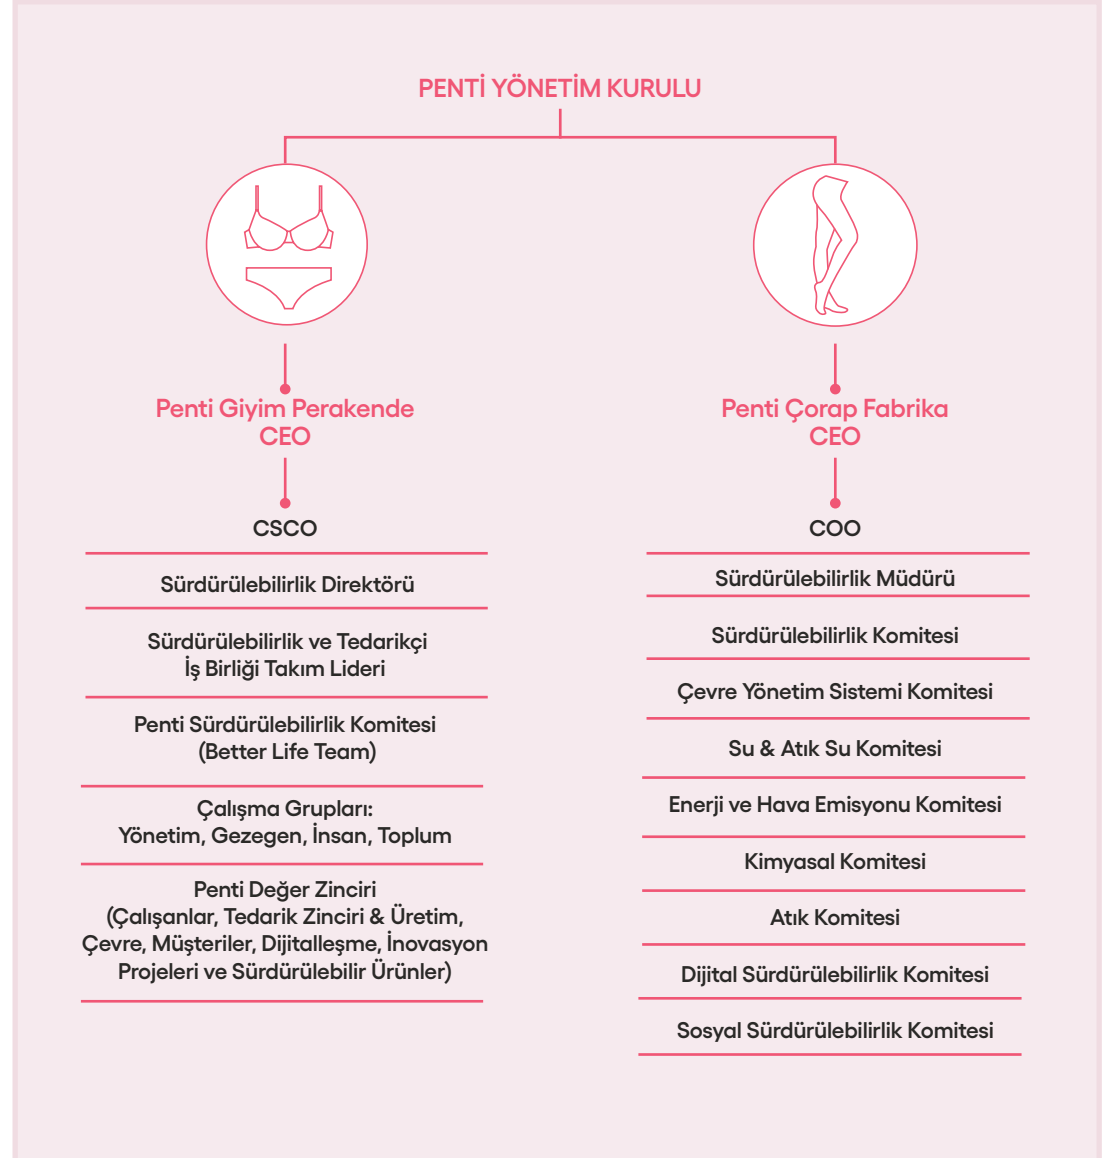 PENTİ YÖNETİM KURULU
Penti Giyim Perakende
CEO
CSCO
Sürdürülebilirlik Direktörü
Sürdürülebilirlik ve Tedarikçi
İş Birliği Takım Lideri
Penti Sürdürülebilirlik Komitesi
(Better Life Team)
Çalışma Grupları:
Yönetim, Gezegen, İnsan, Toplum
Penti Değer Zinciri
(Çalışanlar, Tedarik Zinciri & Üretim,
Çevre, Müşteriler, Dijitalleşme, İnovasyon
Projeleri ve Sürdürülebilir Ürünler)
Penti Çorap Fabrika
CEO
COO
Sürdürülebilirlik Müdürü
Sürdürülebilirlik Komitesi
Çevre Yönetim Sistemi Komitesi
Su & Atık Su Komitesi
Enerji ve Hava Emisyonu Komitesi
Kimyasal Komitesi
Atık Komitesi
Dijital Sürdürülebilirlik Komitesi
Sosyal Sürdürülebilirlik Komitesi